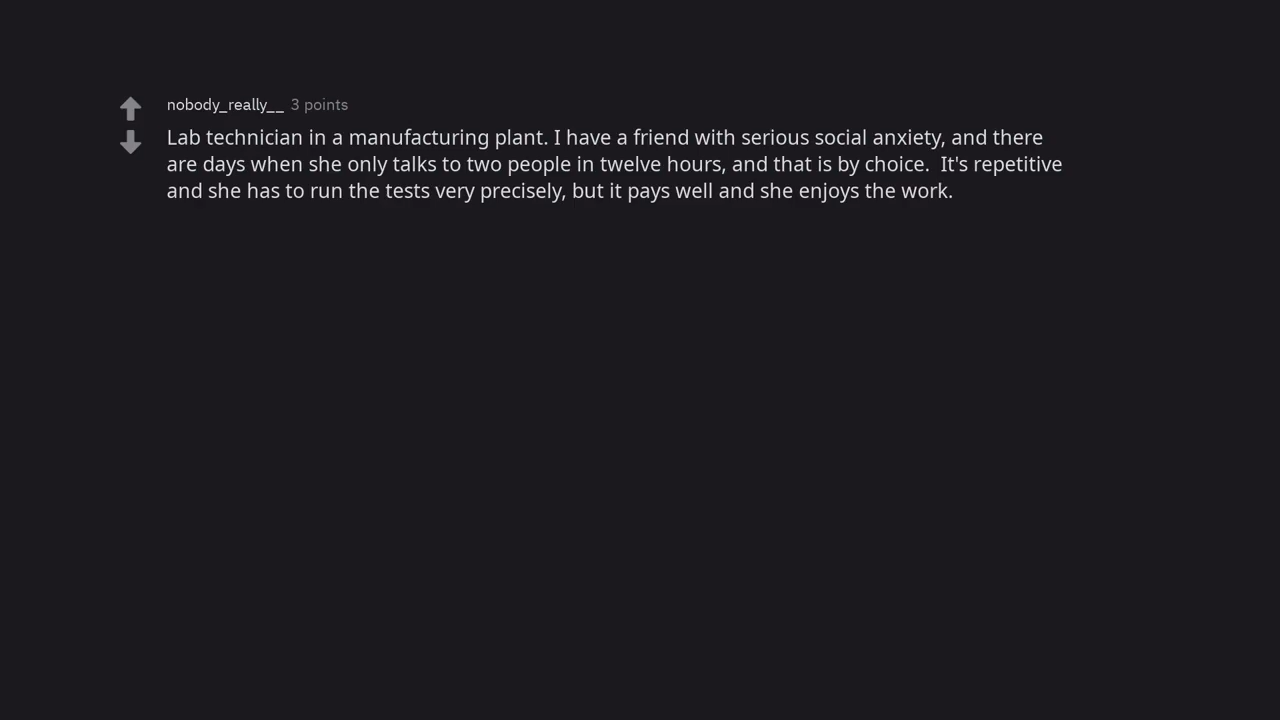 nobody_really__ 3 points
Lab technician in a manufacturing plant. I have a friend with serious social anxiety, and there
are days when she only talks to two people in twelve hours, and that is by choice.  It's repetitive
and she has to run the tests very precisely, but it pays well and she enjoys the work.